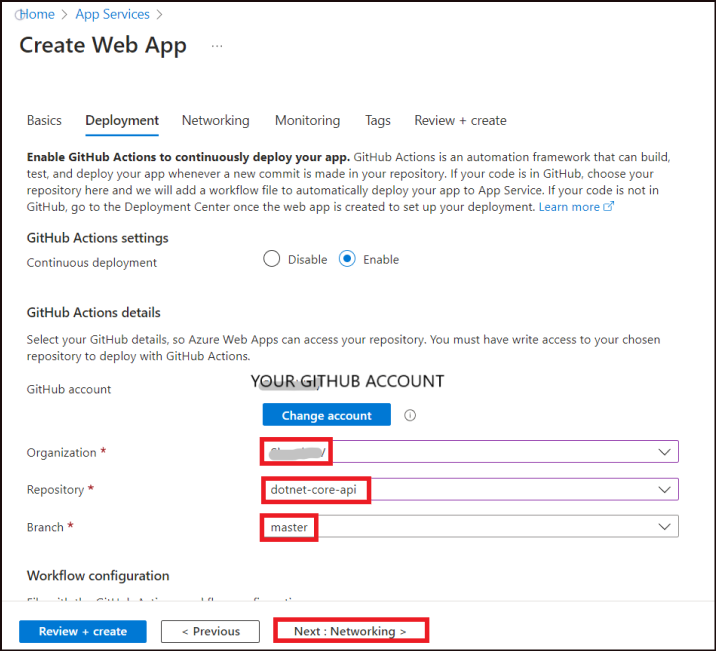 Home > App Services >
Create Web App ...
Basics Deployment Networking Monitoring Tags Review + create
Enable GitHub Actions to continuously deploy your app. GitHub Actions is an automation framework that can build,
test, and deploy your app whenever a new commit is made in your repository. If your code is in GitHub, choose your
repository here and we will add a workflow file to automatically deploy your app to App Service. If your code is not in
GitHub, go to the Deployment Center once the web app is created to set up your deployment. Learn more
GitHub Actions settings
Continuous deployment Disable Enable
GitHub Actions details
Select your GitHub details, so Azure Web Apps can access your repository. You must have write access to your chosen
repository to deploy with GitHub Actions.
GitHub account YOUR GITHUB ACCOUNT
Change account
Organization *
Repository * dotnet-core-api
Branch * master
Workflow configuration
Review + create < Previous Next : Networking >